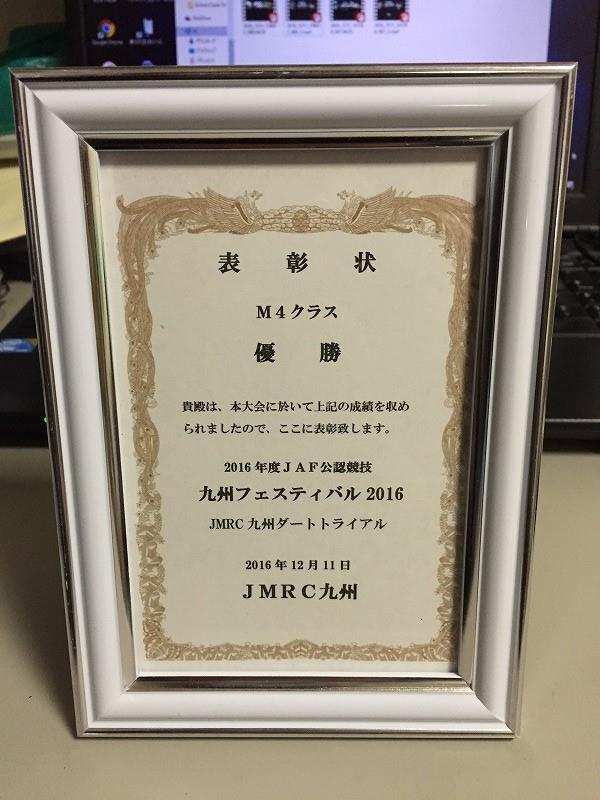 表彰状
M4クラス
優勝
貴殿は、本大会に於いて上記の成績を収め
られましたので、ここに表彰致します。
2016年度JAF公認競技
九州フェスティバル2016
JMRC九州ダートトライアル
2016年12月11日
JMRC九州